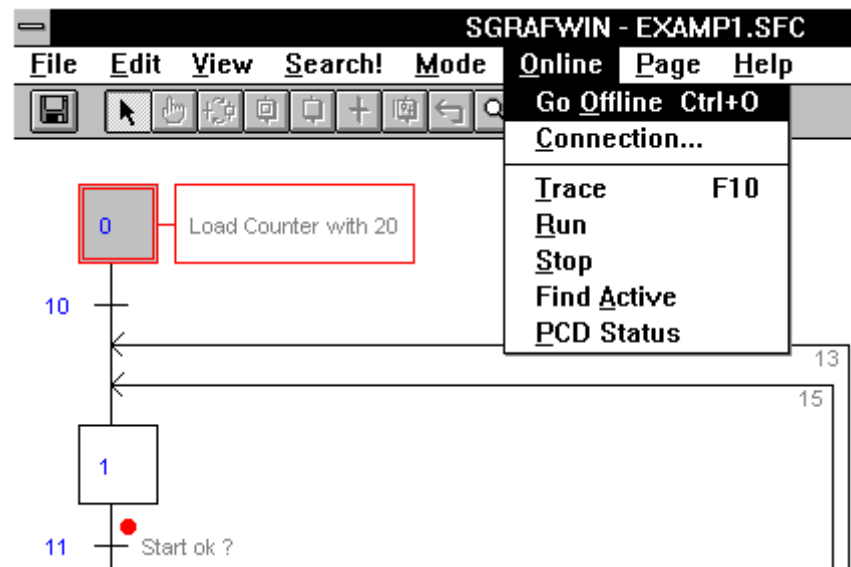 SGRAFWIN - EXAMP1.SFC
File Edit View Search! Mode Online Page Help
Go Offline Ctrl+O
Connection...
Trace F10
Run
Stop
Find Active
PCD Status
0 Load Counter with 20
10
13
15
1
11 Start ok ?